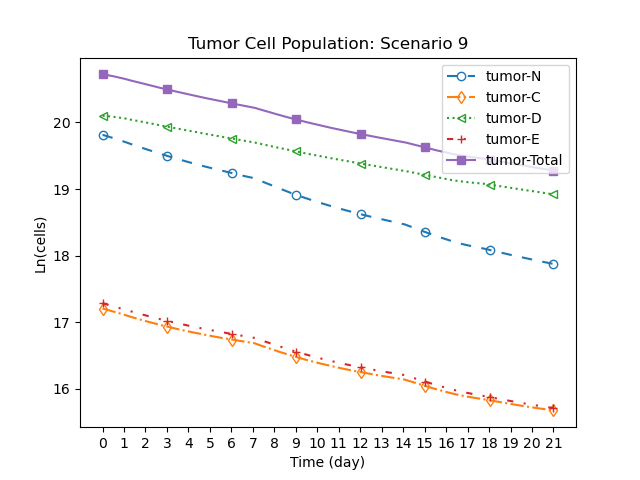 Tumor Cell Population: Scenario 9
tumor-N
tumor-C
tumor-D
tumor-E
tumor-Total
Ln(cells)
20
19
18
17
16
0 1 2 3 4 5 6 7 8 9 10 11 12 13 14 15 16 17 18 19 20 21
Time (day)